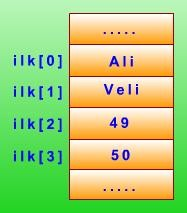 .....
ilk[0] Ali
ilk[1] Veli
ilk[2] 49
ilk[3] 50
.....